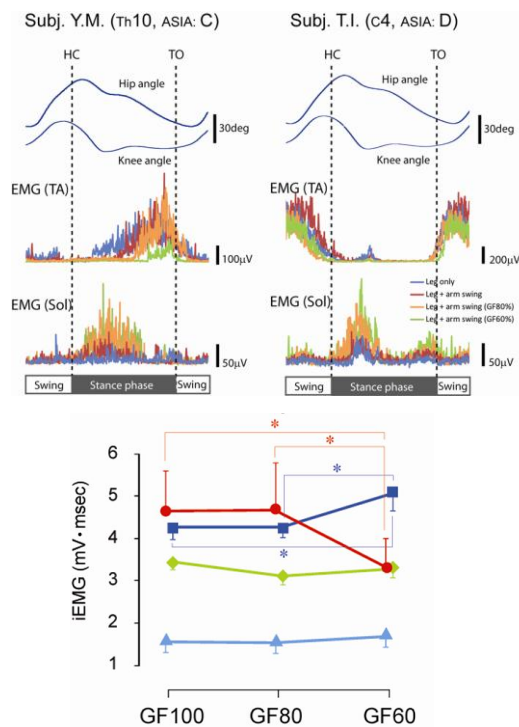 Subj. Y.M. (Th10, ASIA: C)
HC
TO
Hip angle
30deg
Knee angle
EMG (TA)
100μV
EMG (Sol)
50μV
Swing
Stance phase
Swing
Subj. T.I. (C4, ASIA: D)
HC
TO
Hip angle
30deg
Knee angle
EMG (TA)
200μV
EMG (Sol)
Leg only
Leg + arm swing
Leg + arm swing (GF80%)
Leg + arm swing (GF60%)
50μV
Swing
Stance phase
Swing
*
*
*
*
iEMG (mV•msec)
6
5
4
3
2
1
GF100
GF80
GF60